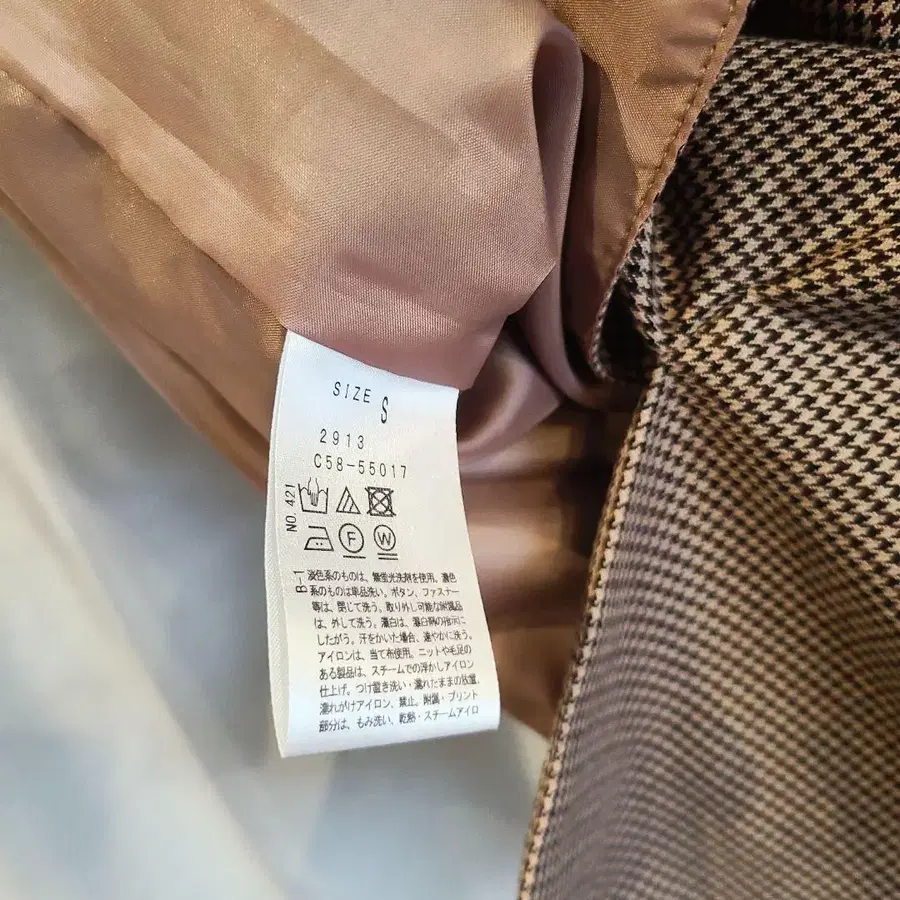 SIZE S
2913
C58-55017
NO.421
F W
B-1
淡色系のものは、無蛍光洗剤を使用。濃色
系のものは単品洗い。ボタン、ファスナー
等は、閉じて洗う。取り外し可能な附属品
は、外して洗う。漂白は、漂白剤の指示に
したがう。汗をかいた場合、速やかに洗う。
アイロンは、当て布使用。ニットや毛足の
ある製品は、スチームでの浮かしアイロン
仕上げ。つけ置き洗い・濡れたままの放置、
濡れがけアイロン、禁止。附属・プリント
部分は、もみ洗い、乾熱・スチームアイロ